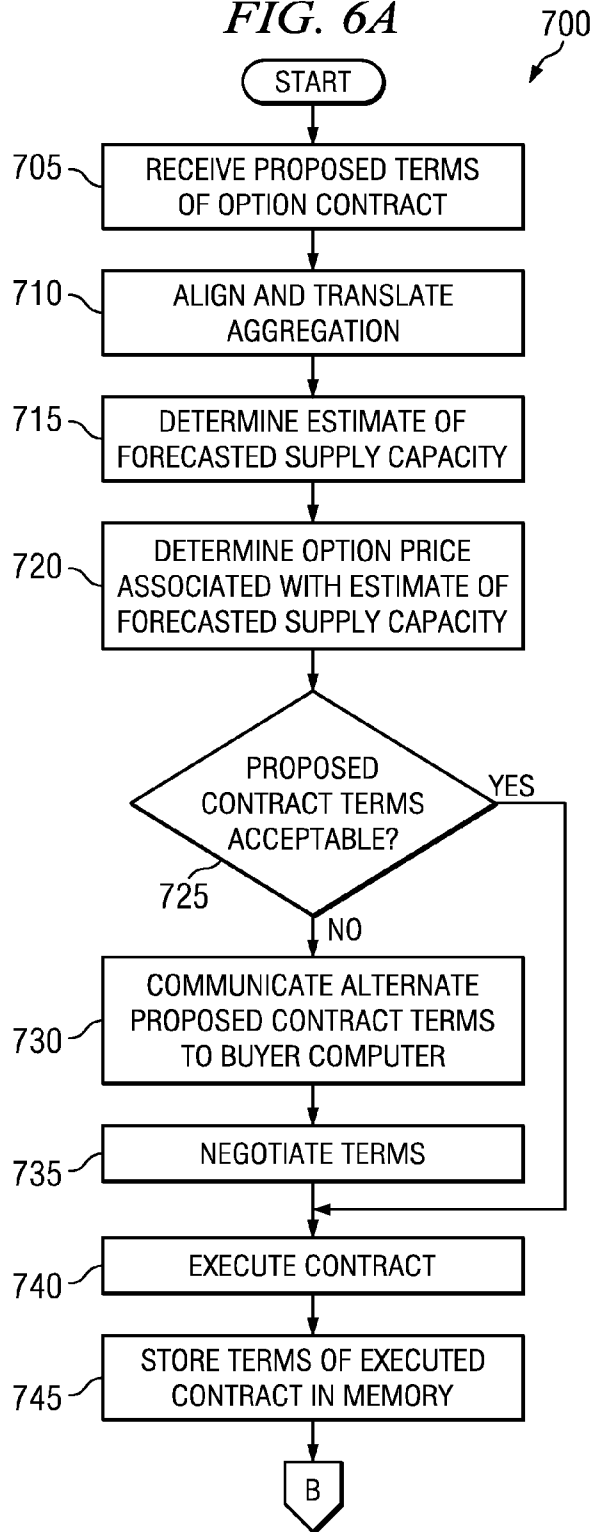 FIG. 6A
700
START
705
RECEIVE PROPOSED TERMS
OF OPTION CONTRACT
710
ALIGN AND TRANSLATE
AGGREGATION
715
DETERMINE ESTIMATE OF
FORECASTED SUPPLY CAPACITY
720
DETERMINE OPTION PRICE
ASSOCIATED WITH ESTIMATE OF
FORECASTED SUPPLY CAPACITY
PROPOSED
CONTRACT TERMS
ACCEPTABLE?
YES
725
NO
730
COMMUNICATE ALTERNATE
PROPOSED CONTRACT TERMS
TO BUYER COMPUTER
735
NEGOTIATE TERMS
740
EXECUTE CONTRACT
745
STORE TERMS OF EXECUTED
CONTRACT IN MEMORY
B